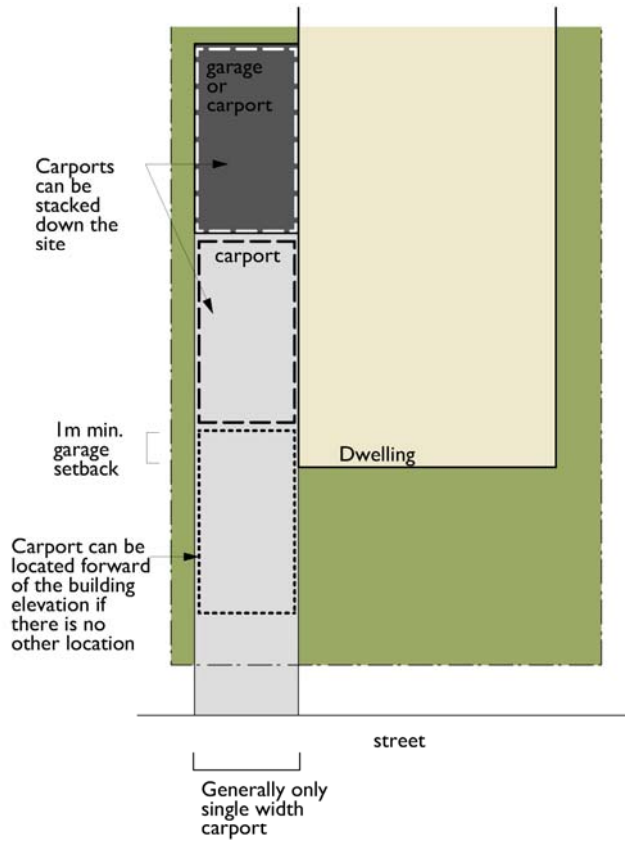 garage
or
carport
Carports
can be
stacked
down the
site
carport
1m min.
garage
setback
Dwelling
Carport can be
located forward
of the building
elevation if
there is no
other location
street
Generally only
single width
carport